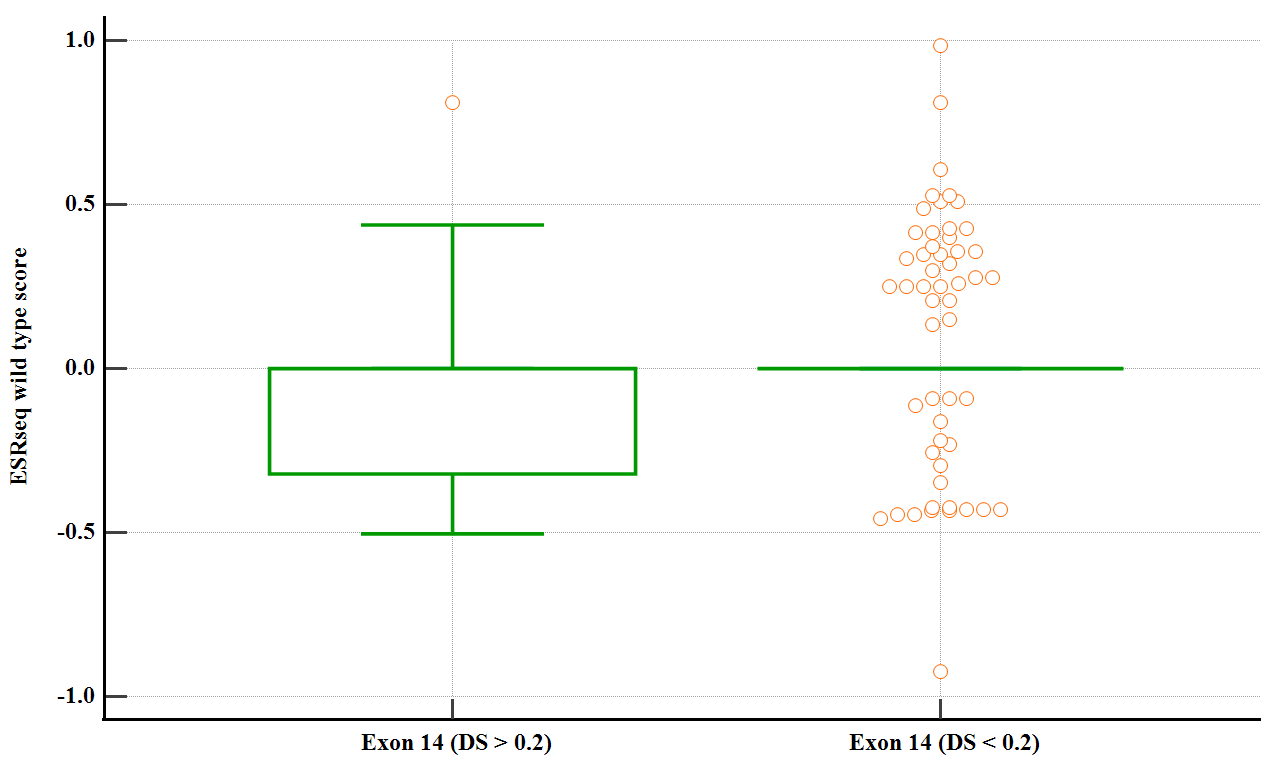 ESRseq wild type score
1.0
0.5
0.0
-0.5
-1.0
Exon 14 (DS > 0.2)
Exon 14 (DS < 0.2)